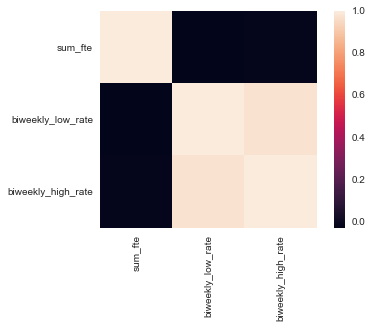 sum_fte
biweekly_low_rate
biweekly_high_rate
sum_fte
biweekly_low_rate
biweekly_high_rate
1.0
0.8
0.6
0.4
0.2
0.0